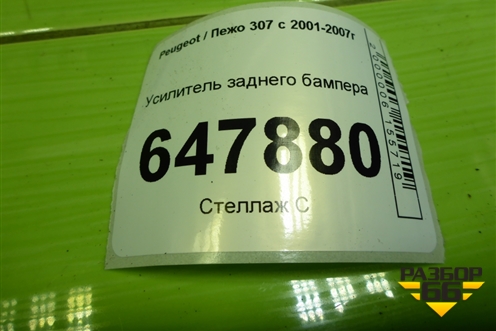 Peugeot / Пежо 307 с 2001-2007г
Усилитель заднего бампера
647880
Стеллаж С
2000006155719
РАЗБОР
66